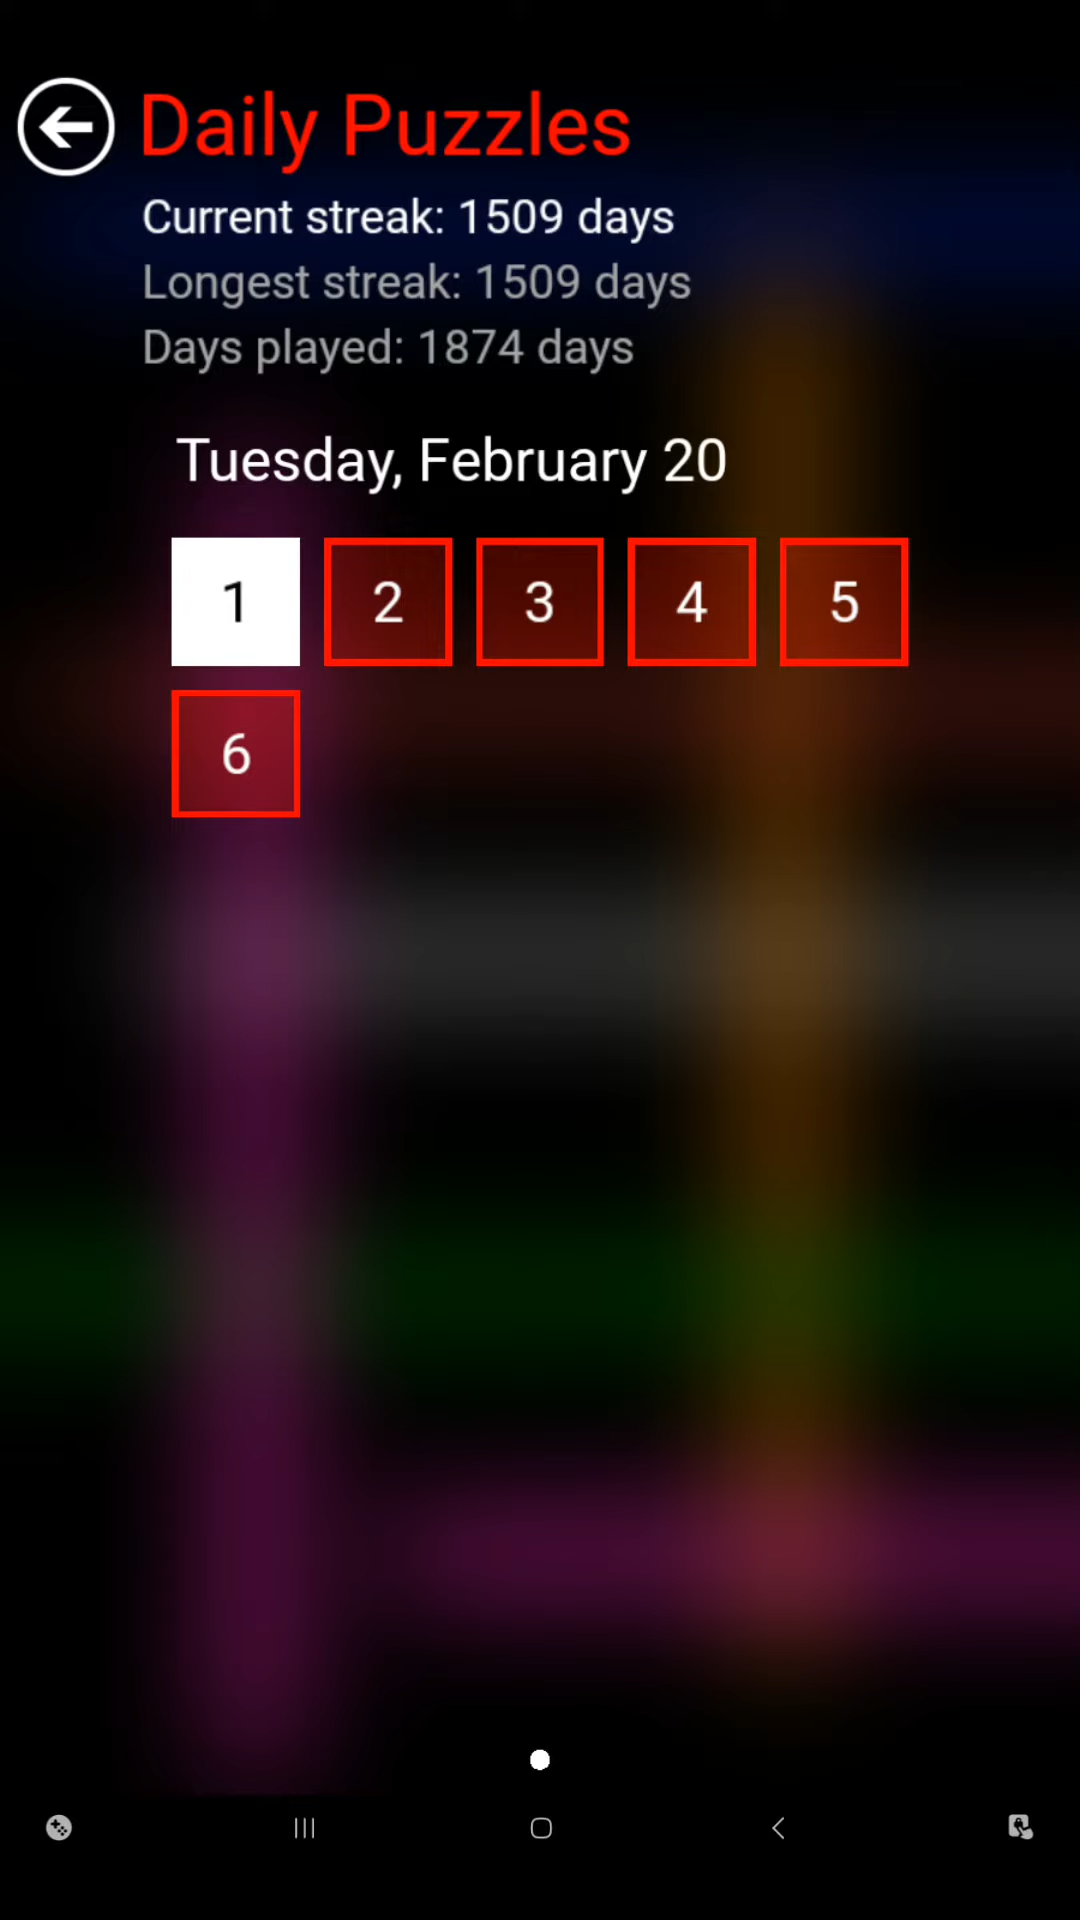 Daily Puzzles
Current streak: 1509 days
Longest streak: 1509 days
Days played: 1874 days
Tuesday, February 20
1 2 3 4 5
6